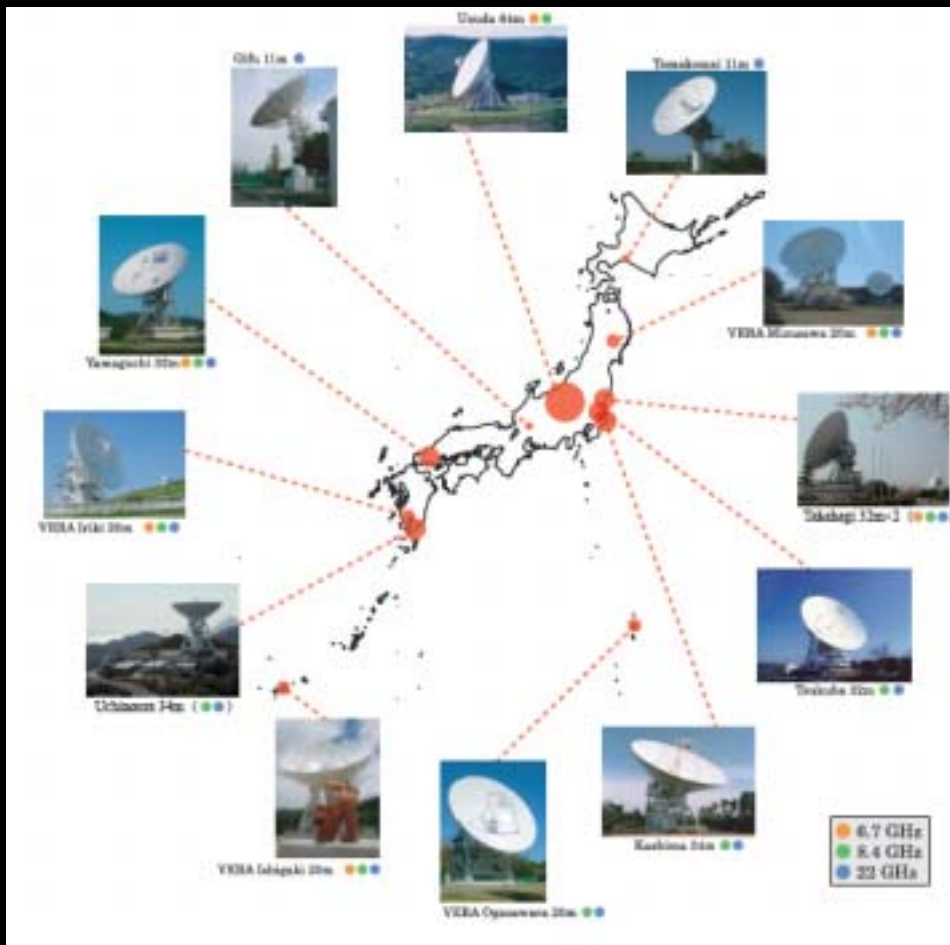 Usuda 64m
Gifu 11m
Tomakomai 11m
VERA Mizusawa 20m
Yamaguchi 32m
VERA Iriki 20m
Takahagi 32m×2 (
Tsukuba 32m
Uchinoura 34m ( )
Kashima 34m
VERA Ishigaki 20m
VERA Ogasawara 20m
6.7 GHz
8.4 GHz
22 GHz